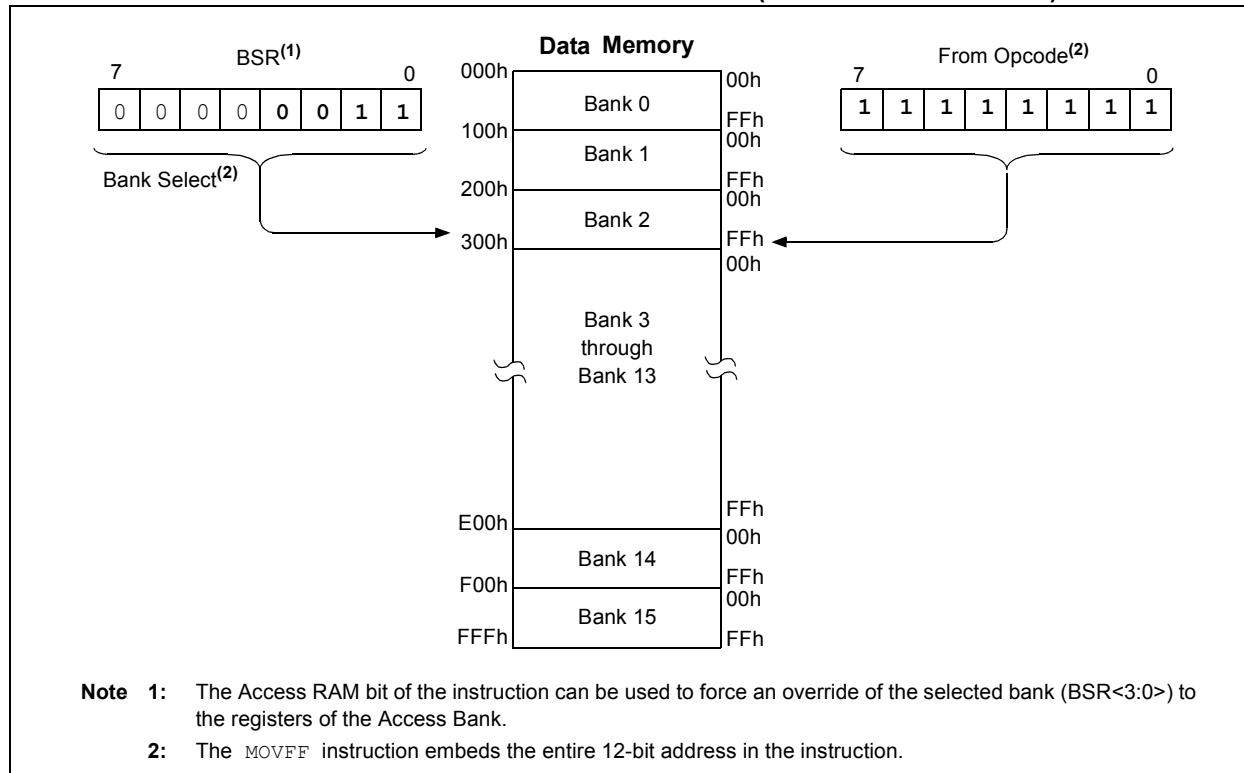 Data Memory
BSR(1)
7 0
0 0 0 0 0 0 1 1
Bank Select(2)
From Opcode(2)
7 0
1 1 1 1 1 1 1 1
000h
00h
Bank 0
FFh
100h
00h
Bank 1
FFh
200h
00h
Bank 2
FFh
300h
00h
Bank 3
through
Bank 13
FFh
E00h
00h
Bank 14
FFh
F00h
00h
Bank 15
FFFh
FFh
Note 1: The Access RAM bit of the instruction can be used to force an override of the selected bank (BSR<3:0>) to
the registers of the Access Bank.
2: The MOVFF instruction embeds the entire 12-bit address in the instruction.